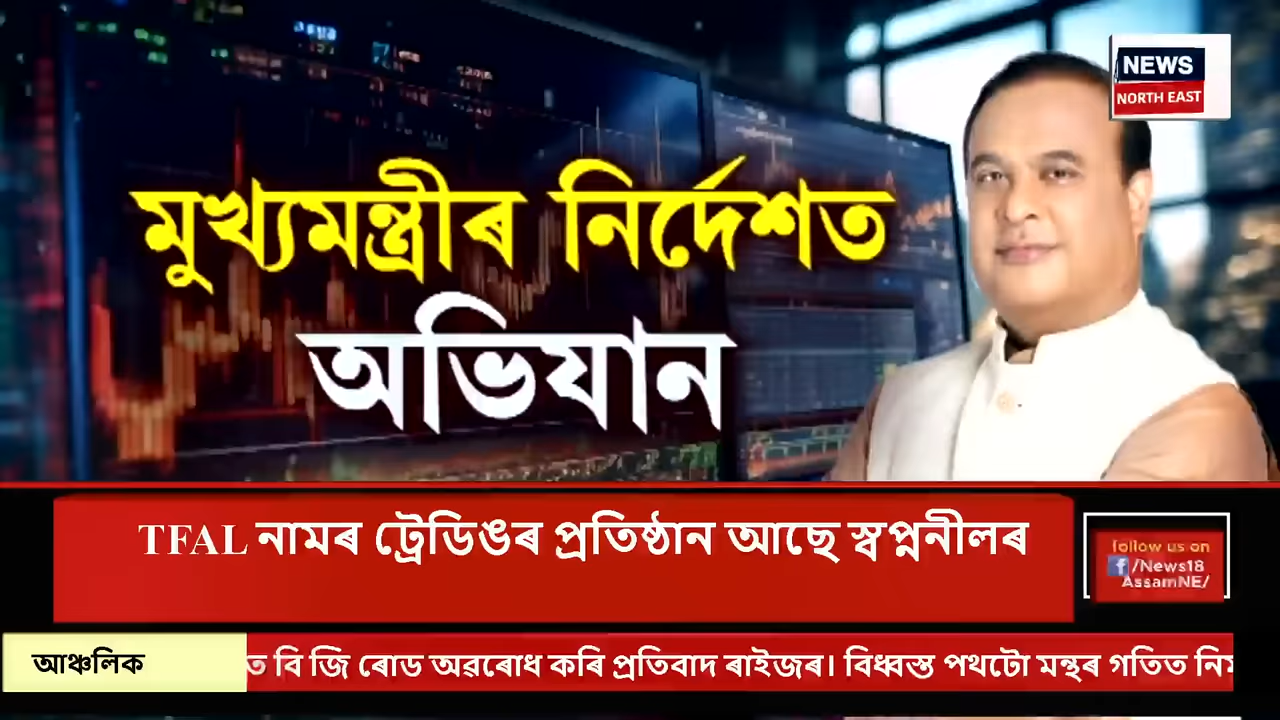 NEWS
NORTH EAST
মুখ্যমন্ত্ৰীৰ নিৰ্দেশত
অভিযান
TFAL নামৰ ট্ৰেডিঙৰ প্ৰতিষ্ঠান আছে স্বপ্ননীলৰ
follow us on
/News18
AssamNE/
আঞ্চলিক
ত বি জি ৰোড অৱৰোধ কৰি প্ৰতিবাদ ৰাইজৰ। বিধ্বস্ত পথটো মন্থৰ গতিত